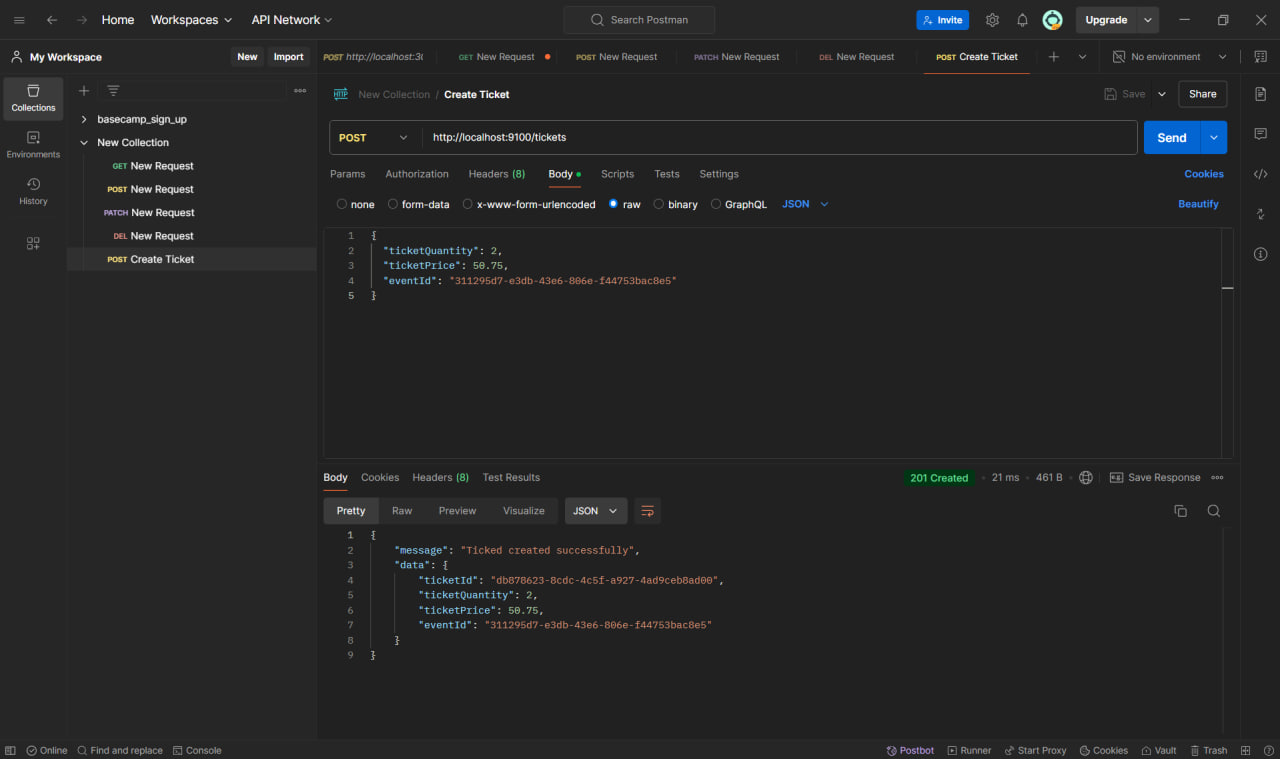 Home Workspaces API Network Search Postman Invite Upgrade
My Workspace New Import
POST http://localhost:30 GET New Request POST New Request PATCH New Request DEL New Request POST Create Ticket No environment
Collections
Environments
History
basecamp_sign_up
New Collection
GET New Request
POST New Request
PATCH New Request
DEL New Request
POST Create Ticket
HTTP New Collection / Create Ticket Save Share
POST http://localhost:9100/tickets Send
Params Authorization Headers (8) Body Scripts Tests Settings Cookies
none form-data x-www-form-urlencoded raw binary GraphQL JSON Beautify
1 {
2 "ticketQuantity": 2,
3 "ticketPrice": 50.75,
4 "eventId": "311295d7-e3db-43e6-806e-f44753bac8e5"
5 }
Body Cookies Headers (8) Test Results 201 Created 21 ms 461 B e.g. Save Response
Pretty Raw Preview Visualize JSON
1 {
2 "message": "Ticked created successfully",
3 "data": {
4 "ticketId": "db878623-8cdc-4c5f-a927-4ad9ceb8ad00",
5 "ticketQuantity": 2,
6 "ticketPrice": 50.75,
7 "eventId": "311295d7-e3db-43e6-806e-f44753bac8e5"
8 }
9 }
Online Find and replace Console Postbot Runner Start Proxy Cookies Vault Trash